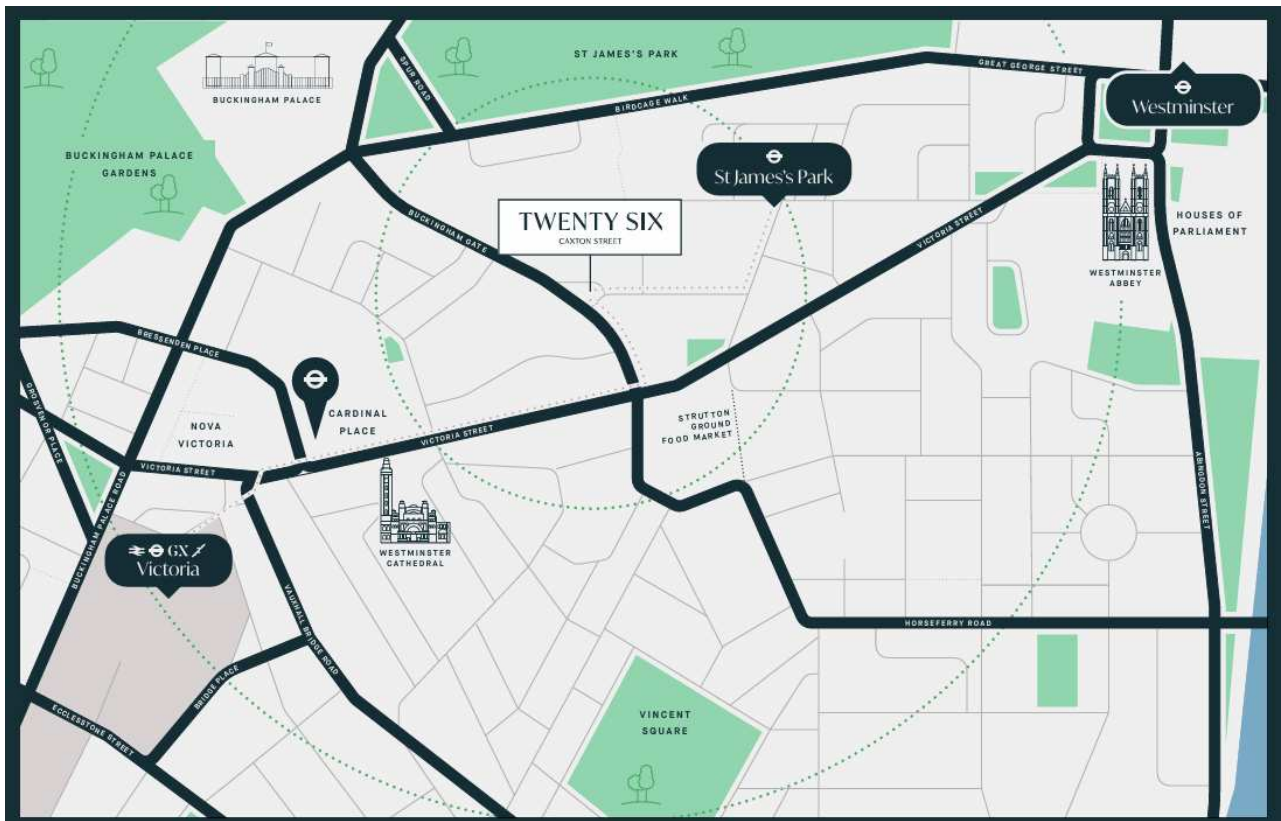 ST JAMES'S PARK
GREAT GEORGE STREET
SPUR ROAD
BUCKINGHAM PALACE
BIRDCAGE WALK
Westminster
BUCKINGHAM PALACE
GARDENS
St James's Park
BUCKINGHAM GATE
TWENTY SIX
CAXTON STREET
VICTORIA STREET
HOUSES OF
PARLIAMENT
WESTMINSTER
ABBEY
BRESSENDEN PLACE
GROSVENOR PLACE
NOVA
VICTORIA
CARDINAL
PLACE
VICTORIA STREET
STRUTTON
GROUND
FOOD MARKET
VICTORIA STREET
ABINGDON STREET
BUCKINGHAM PALACE ROAD
GX
Victoria
WESTMINSTER
CATHEDRAL
VAUXHALL BRIDGE ROAD
HORSEFERRY ROAD
BRIDGE PLACE
ECCLESSTONE STREET
VINCENT
SQUARE